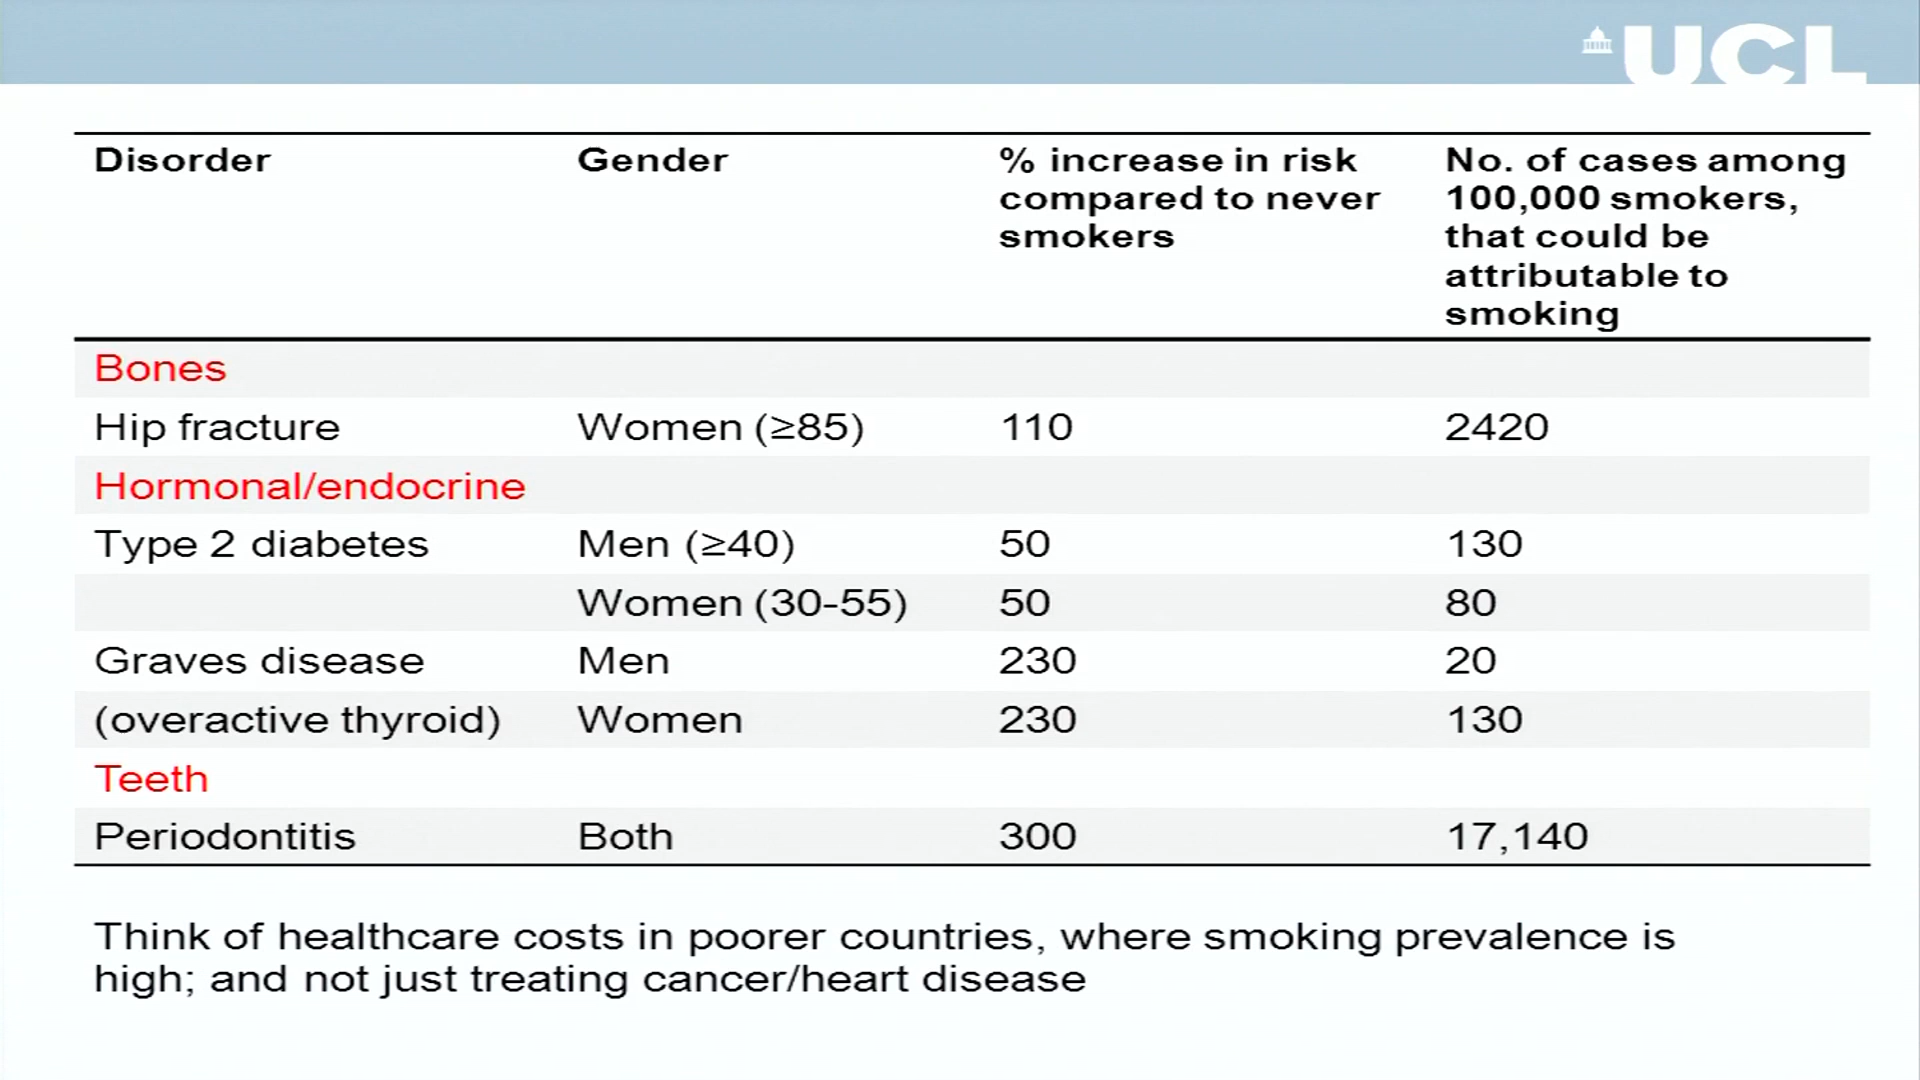 UCL
Disorder Gender % increase in risk compared to never smokers No. of cases among 100,000 smokers, that could be attributable to smoking
Bones
Hip fracture Women (≥85) 110 2420
Hormonal/endocrine
Type 2 diabetes Men (≥40) 50 130
Women (30-55) 50 80
Graves disease Men 230 20
(overactive thyroid) Women 230 130
Teeth
Periodontitis Both 300 17,140
Think of healthcare costs in poorer countries, where smoking prevalence is
high; and not just treating cancer/heart disease